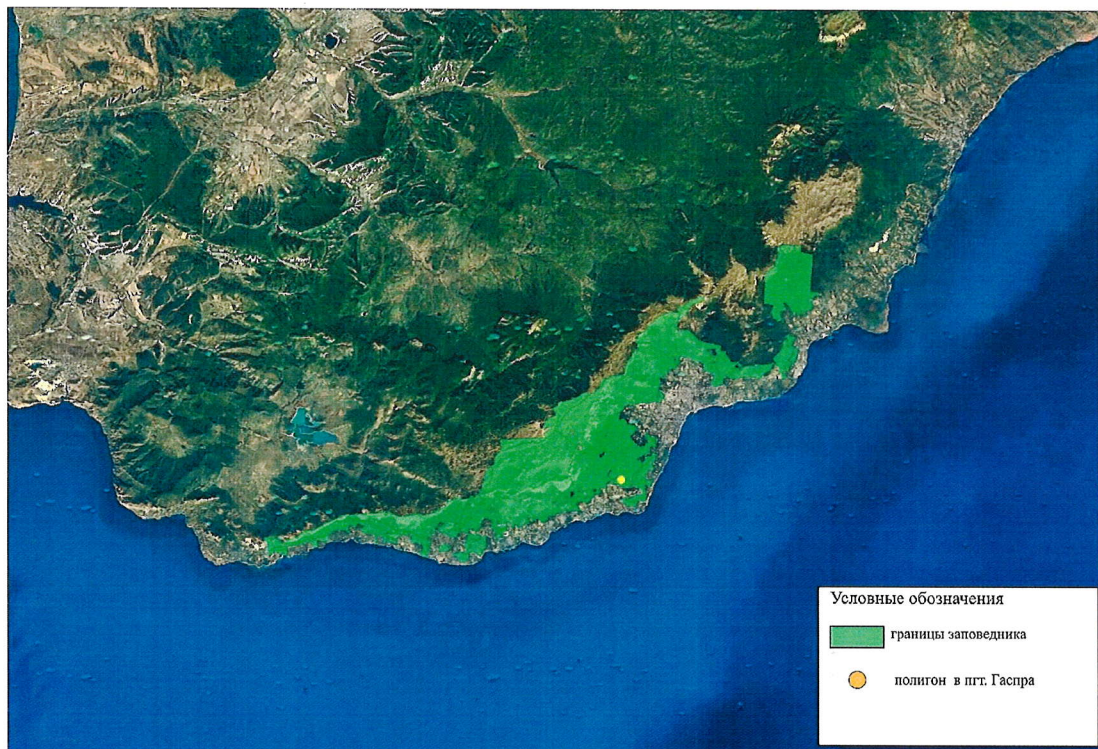 Условные обозначения
границы заповедника
полигон в пгт. Гаспра